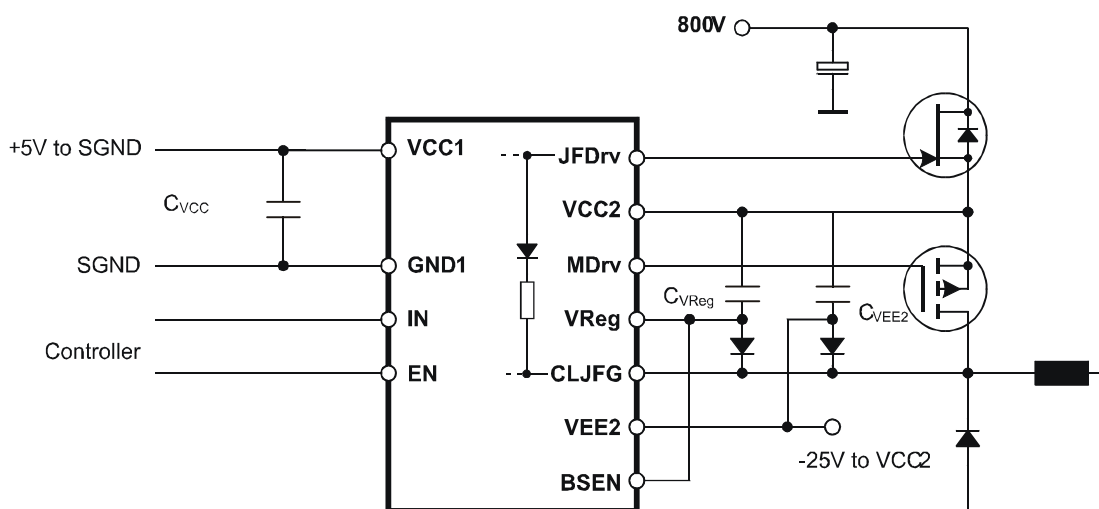 800V
+5V to SGND
VCC1
JFDrv
CVCC
VCC2
SGND
GND1
MDrv
CVReg
CVEE2
IN
VReg
Controller
EN
CLJFG
VEE2
-25V to VCC2
BSEN